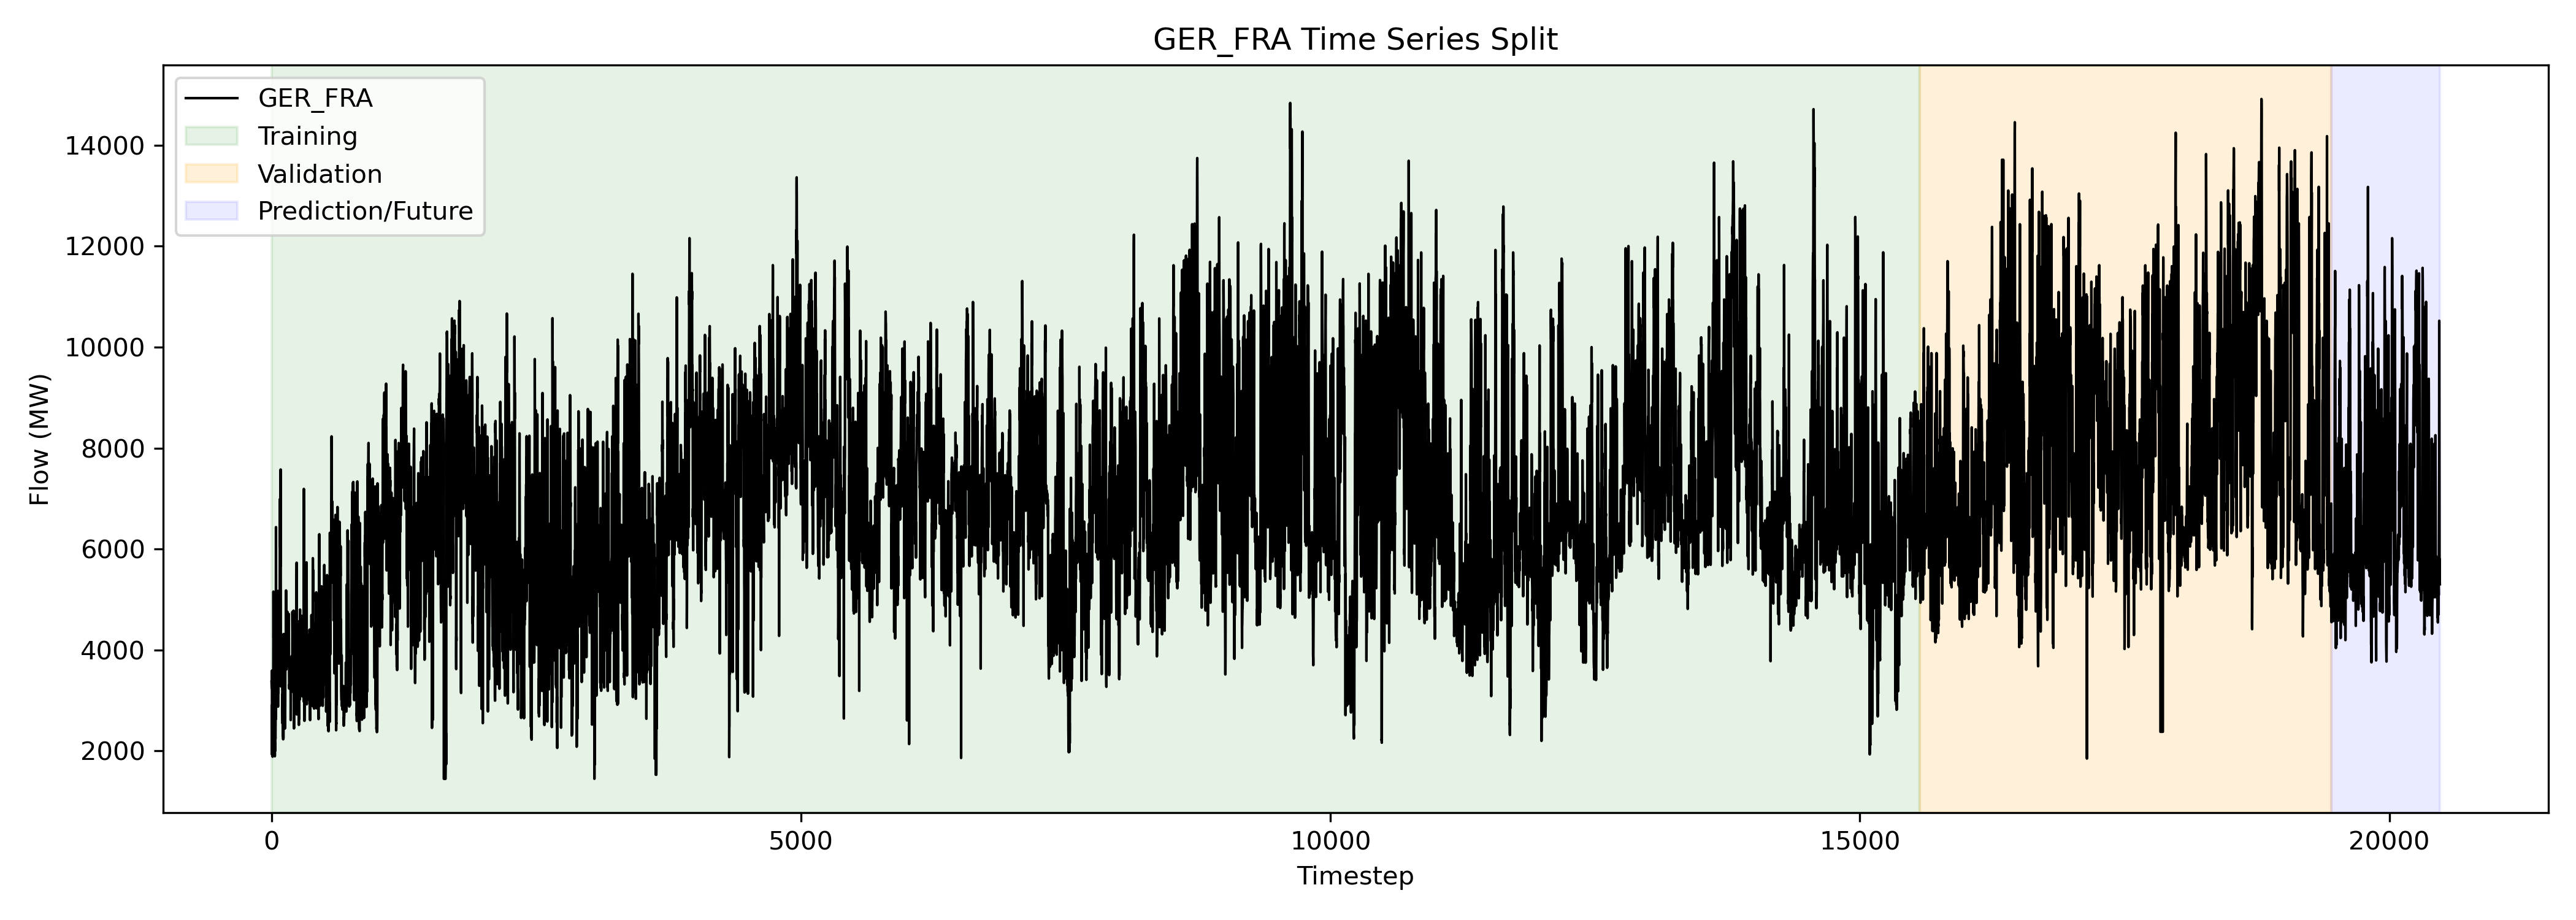 GER_FRA Time Series Split
GER_FRA
Training
Validation
Prediction/Future
Flow (MW)
14000
12000
10000
8000
6000
4000
2000
0 5000 10000 15000 20000
Timestep